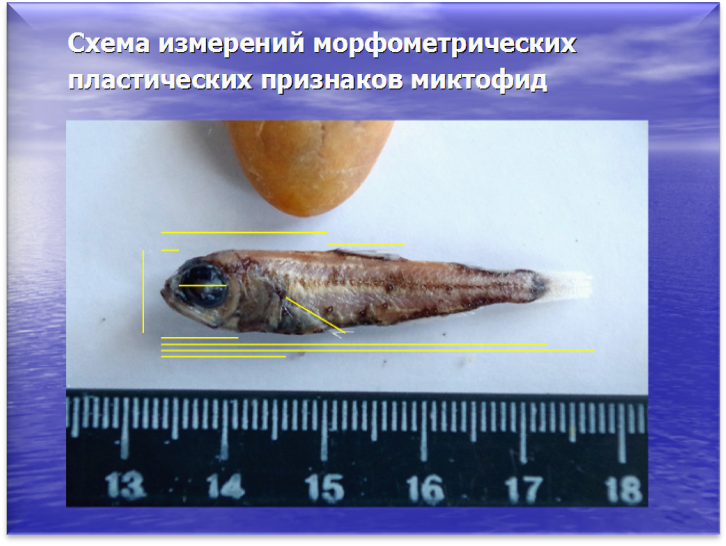 Схема измерений морфометрических
пластических признаков миктофид
13 14 15 16 17 18